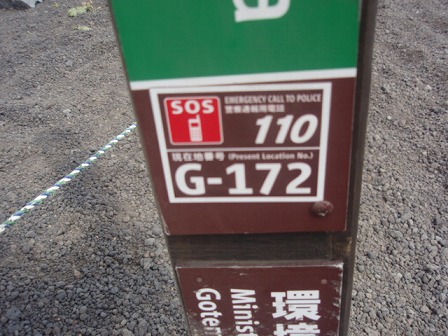 a
SOS
EMERGENCY CALL TO POLICE
警察通報用電話
110
現在地番号 (Present Location No.)
G-172
環境
Minis
Gotem